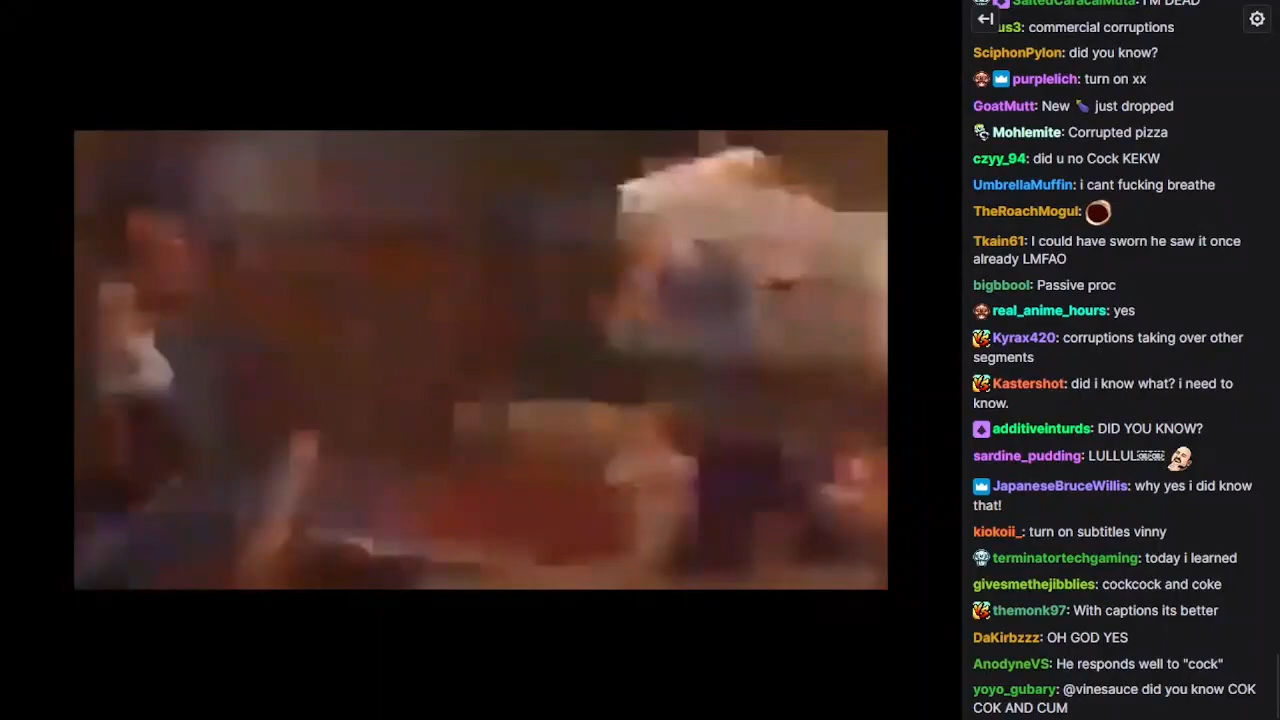 SaltedCaracalMuta: I'M DEAD
us3: commercial corruptions
SciphonPylon: did you know?
purplelich: turn on xx
GoatMutt: New 🍆 just dropped
Mohlemite: Corrupted pizza
czyy_94: did u no Cock KEKW
UmbrellaMuffin: i cant fucking breathe
TheRoachMogul:
Tkain61: I could have sworn he saw it once
already LMFAO
bigbbool: Passive proc
real_anime_hours: yes
Kyrax420: corruptions taking over other
segments
Kastershot: did i know what? i need to
know.
additiveinturds: DID YOU KNOW?
sardine_pudding: LULLUL
JapaneseBruceWillis: why yes i did know
that!
kiokoii_: turn on subtitles vinny
terminatortechgaming: today i learned
givesmethejibblies: cockcock and coke
themonk97: With captions its better
DaKirbzzz: OH GOD YES
AnodyneVS: He responds well to "cock"
yoyo_gubary: @vinesauce did you know COK
COK AND CUM